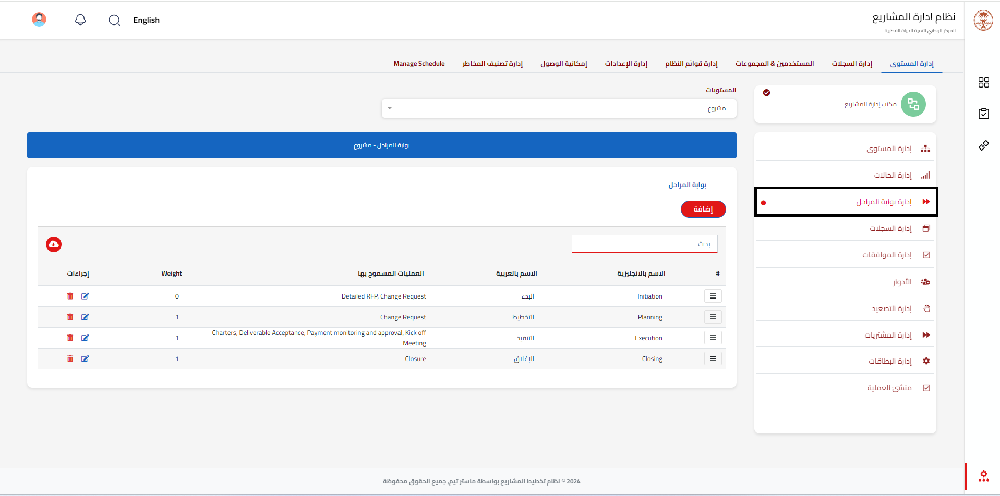 نظام ادارة المشاريع
المركز الوطني لتنمية الحياة الفطرية
English
إدارة المستوى
إدارة السجلات
المستخدمين & المجموعات
إدارة قوائم النظام
إدارة الإعدادات
إمكانية الوصول
إدارة تصنيف المخاطر
Manage Schedule
مكتب إدارة المشاريع
إدارة المستوى
إدارة الحالات
إدارة بوابة المراحل
إدارة السجلات
إدارة الموافقات
الأدوار
إدارة التصعيد
إدارة المشتريات
إدارة البطاقات
منشئ العملية
المستويات
مشروع
بوابة المراحل - مشروع
بوابة المراحل
إضافة
بحث
# الاسم بالانجليزية الاسم بالعربية العمليات المسموح بها Weight إجراءات
Initiation البدء Detailed RFP, Change Request 0
Planning التخطيط Change Request 1
Execution التنفيذ Charters, Deliverable Acceptance, Payment monitoring and approval, Kick off 1
Meeting
Closing الإغلاق Closure 1
2024 © نظام تخطيط المشاريع بواسطة ماستر تيم, جميع الحقوق محفوظة